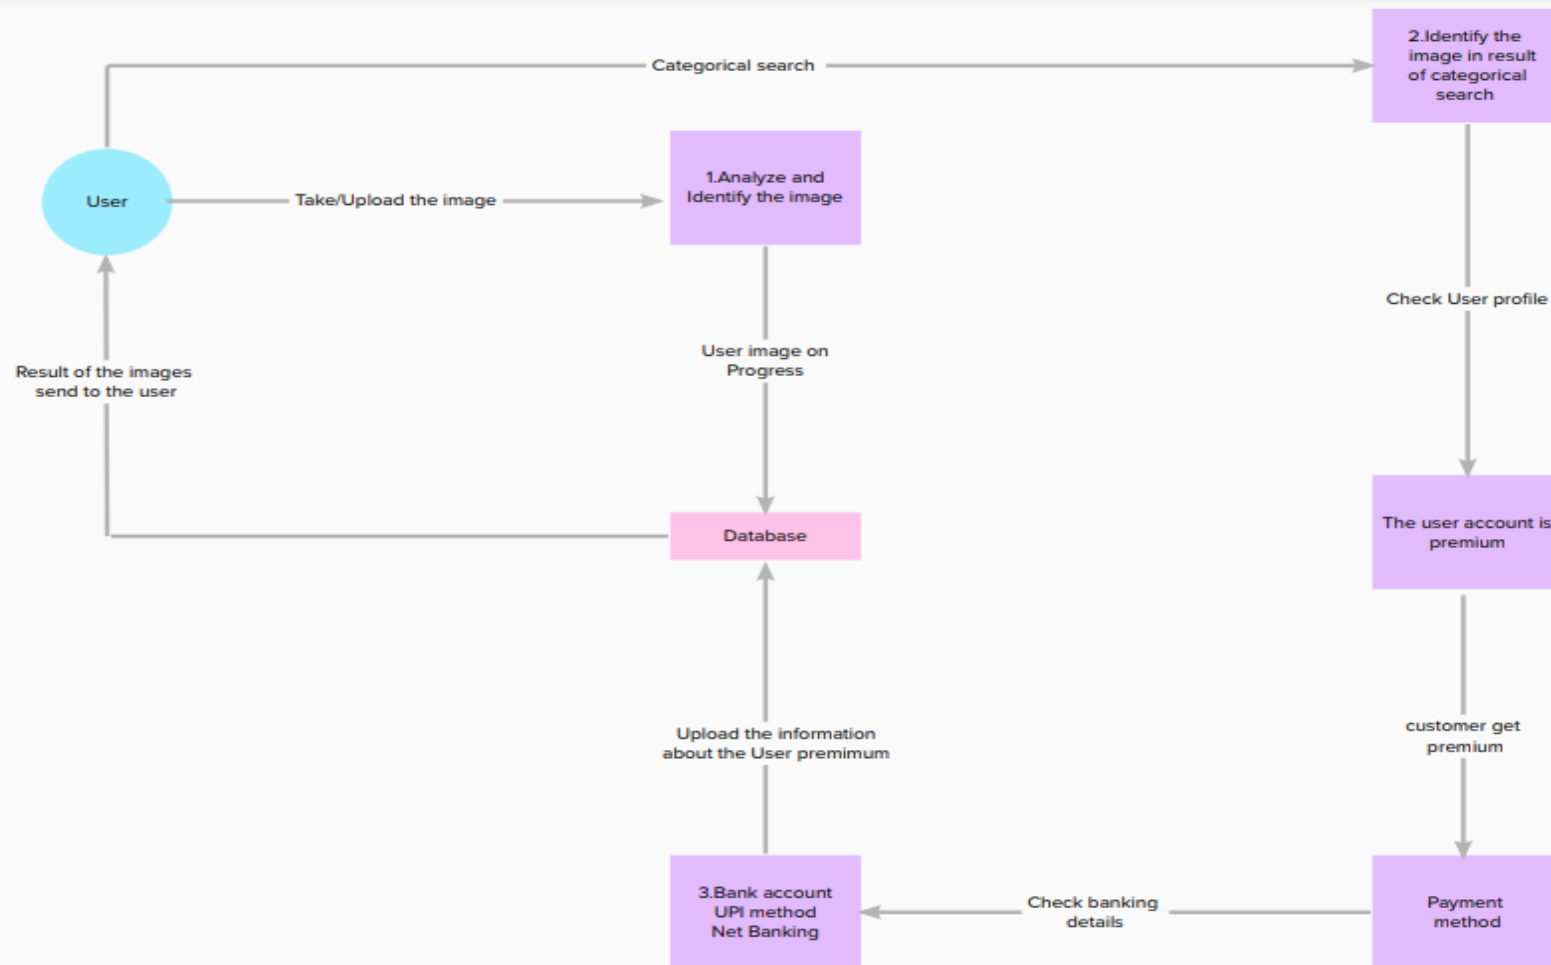 Categorical search
2.Identify the
image in result
of categorical
search
User
Take/Upload the image
1.Analyze and
Identify the image
Check User profile
User image on
Progress
Result of the images
send to the user
The user account is
premium
Database
customer get
premium
Upload the information
about the User premimum
3.Bank account
UPI method
Net Banking
Check banking
details
Payment
method